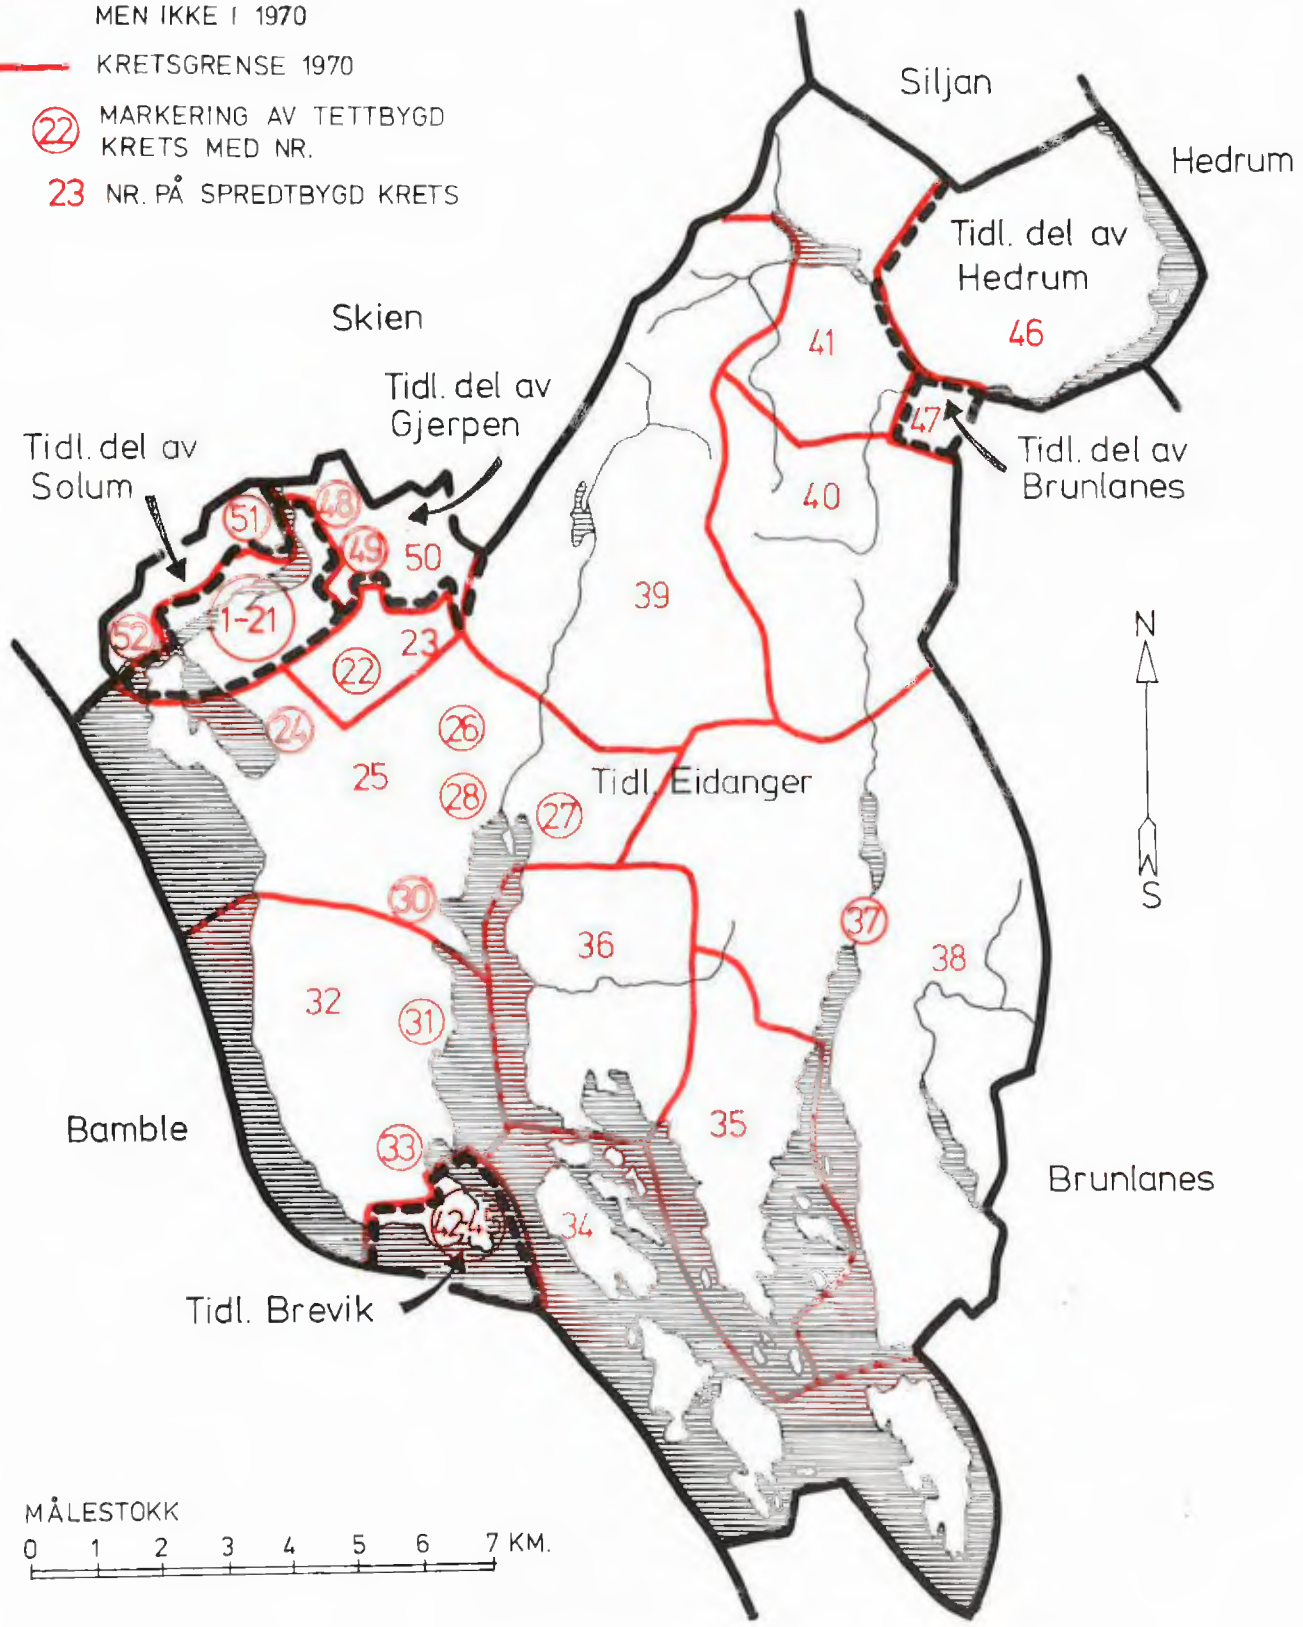 MEN IKKE I 1970
KRETSGRENSE 1970
22 MARKERING AV TETTBYGD
KRETS MED NR.
23 NR. PÅ SPREDTBYGD KRETS
Siljan
Hedrum
Tidl. del av
Hedrum
46
Skien
41
Tidl. del av
Gjerpen
47
Tidl. del av
Brunlanes
Tidl. del av
Solum
40
51
48
49
50
39
1-21
52
23
22
N
S
24
26
25
28
27
Tidl. Eidanger
30
37
36
38
32
31
Bamble
33
35
Brunlanes
42-45
34
Tidl. Brevik
MÅLESTOKK
0 1 2 3 4 5 6 7 KM.